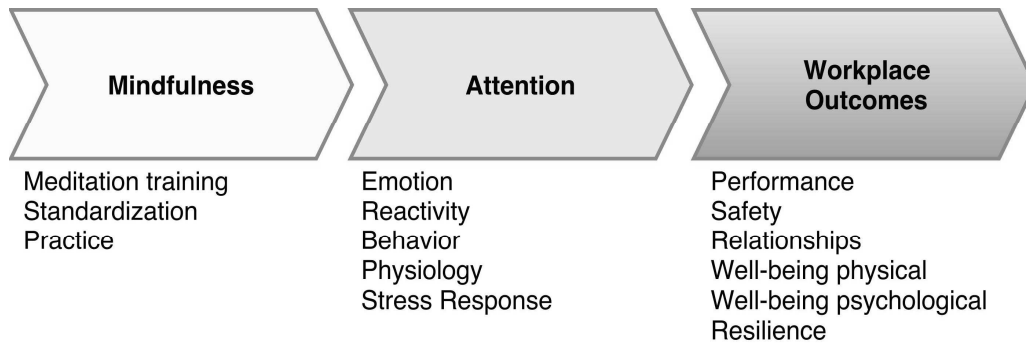 Mindfulness
Attention
Workplace
Outcomes
Meditation training
Standardization
Practice
Emotion
Reactivity
Behavior
Physiology
Stress Response
Performance
Safety
Relationships
Well-being physical
Well-being psychological
Resilience